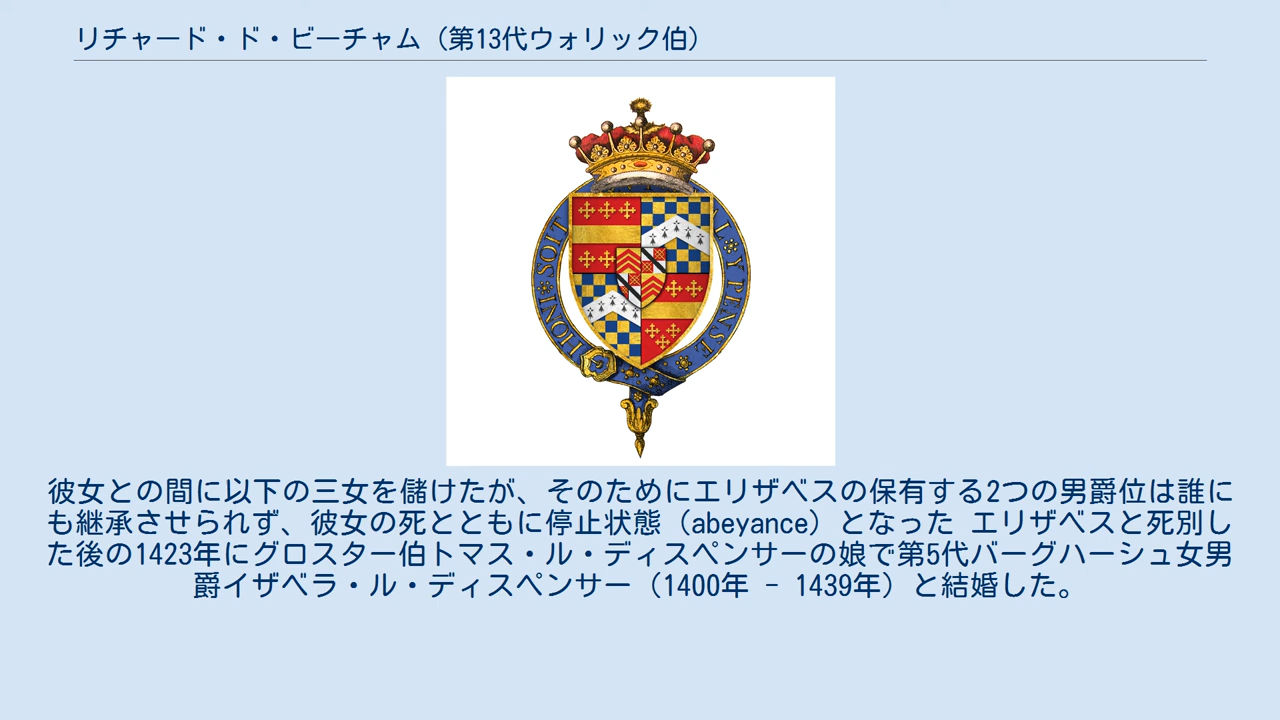 リチャード・ド・ビーチャム（第13代ウォリック伯）
HONI SOIT
Y PENSE
彼女との間に以下の三女を儲けたが、そのためにエリザベスの保有する2つの男爵位は誰に
も継承させられず、彼女の死とともに停止状態（abeyance）となった エリザベスと死別し
た後の1423年にグロスター伯トマス・ル・ディスペンサーの娘で第5代バーグハーシュ女男
爵イザベラ・ル・ディスペンサー（1400年 - 1439年）と結婚した。